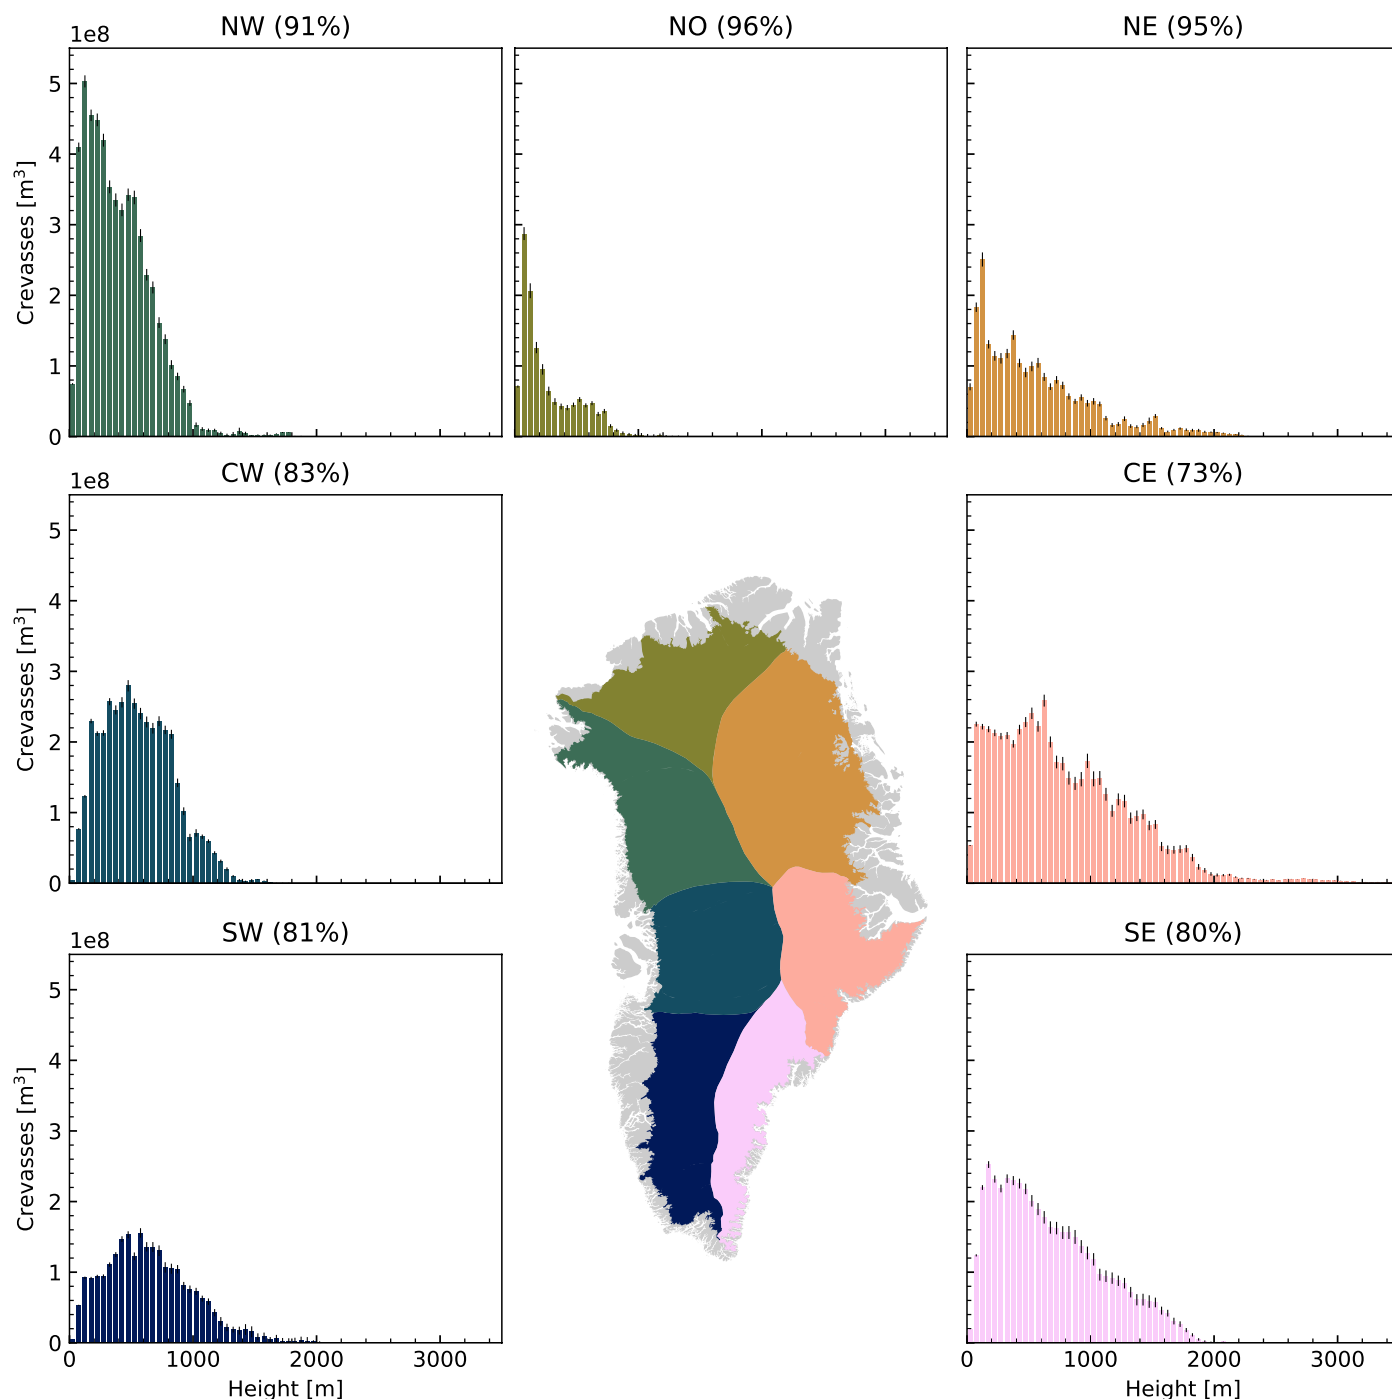 NW (91%)
NO (96%)
NE (95%)
1e8
Crevasses [m³]
5
4
3
2
1
0
CW (83%)
CE (73%)
1e8
Crevasses [m³]
5
4
3
2
1
0
SW (81%)
SE (80%)
1e8
Crevasses [m³]
5
4
3
2
1
0
0 1000 2000 3000
Height [m]
0 1000 2000 3000
Height [m]